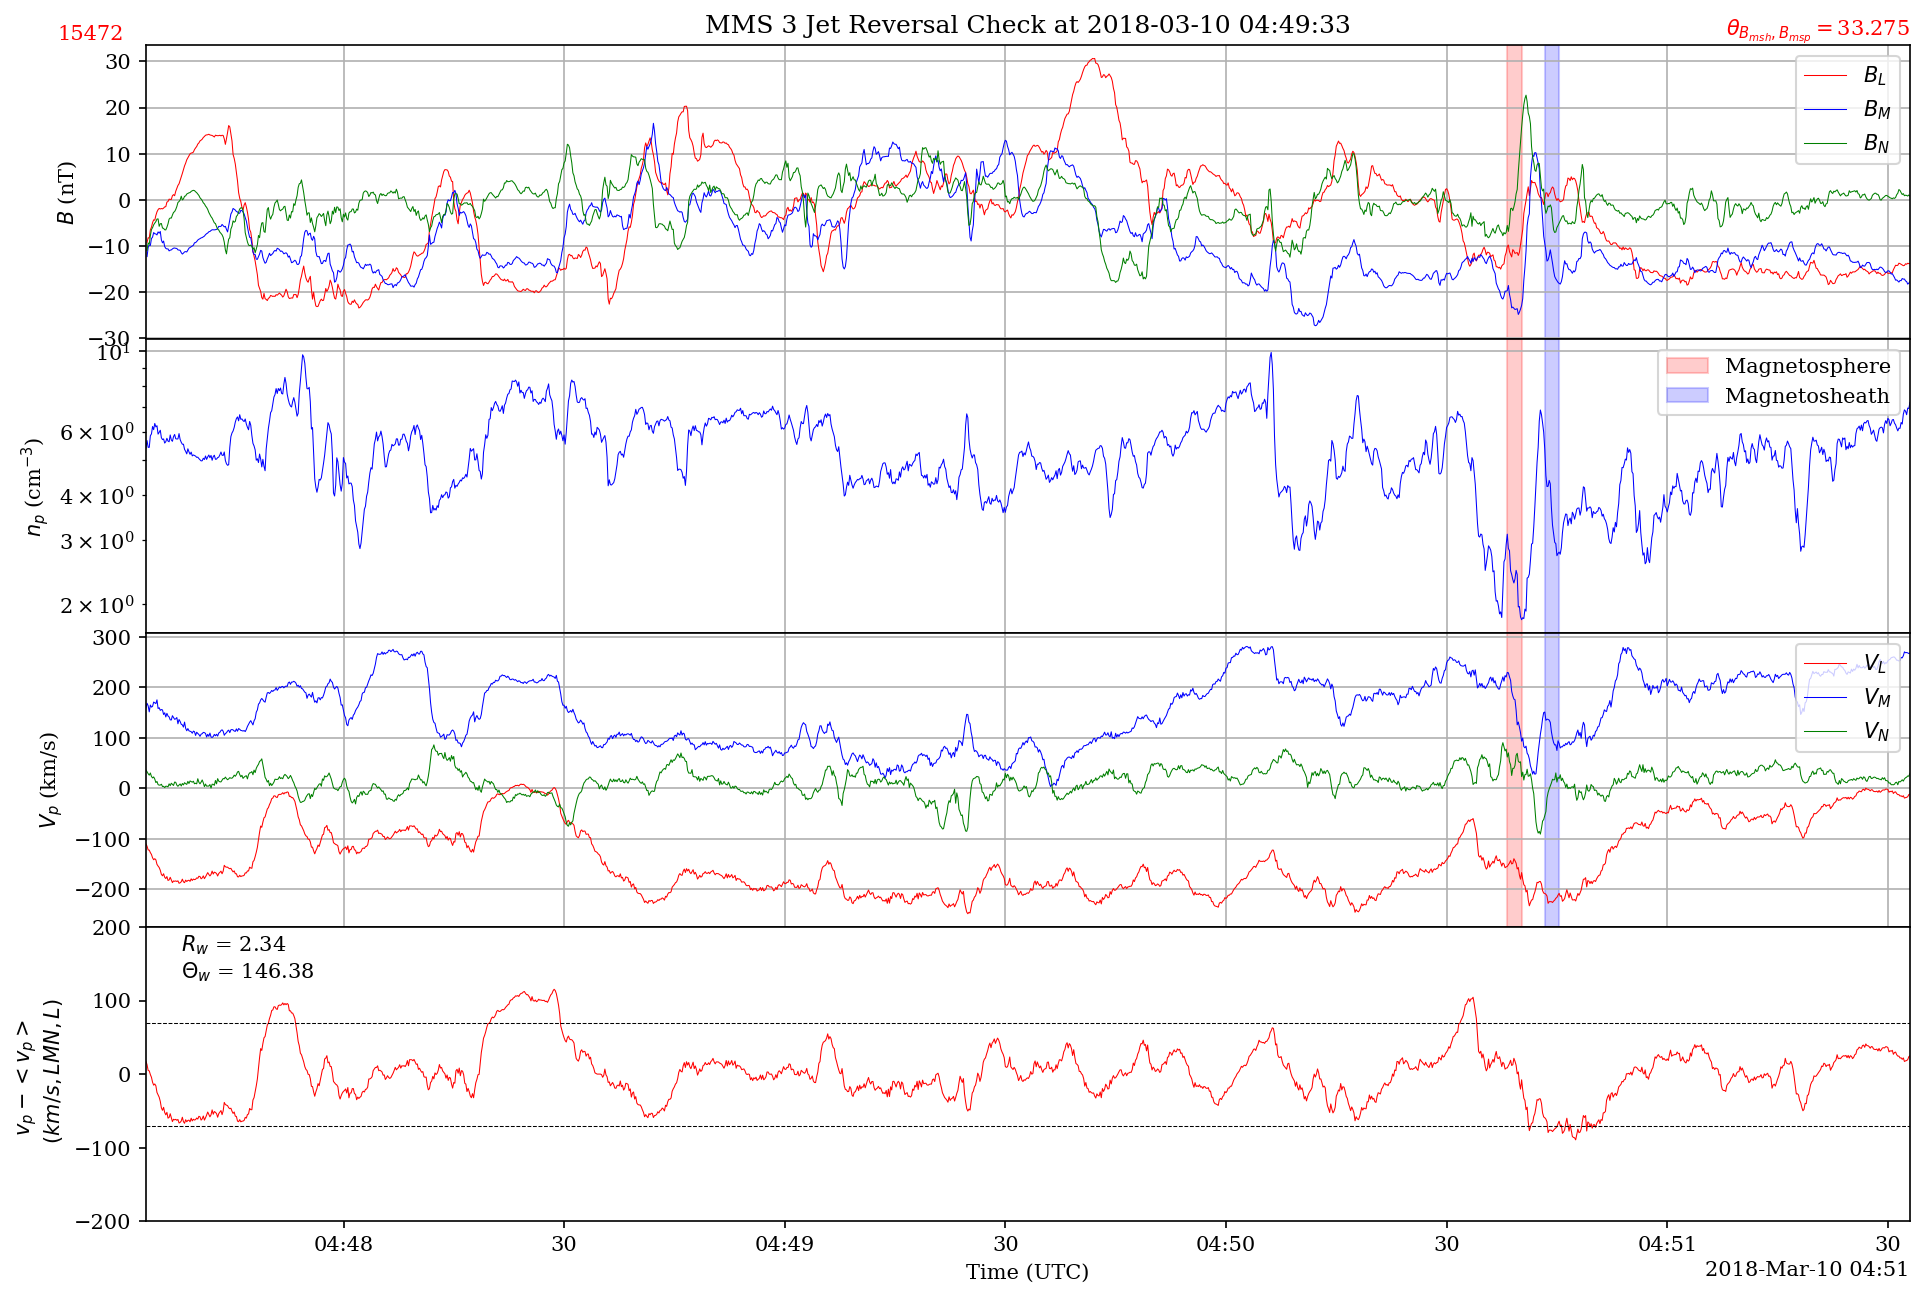 MMS 3 Jet Reversal Check at 2018-03-10 04:49:33
15472
θ_{B_{msh}, B_{msp}} = 33.275
30
20
10
0
−10
−20
−30
B (nT)
B_L
B_M
B_N
10^1
6 × 10^0
4 × 10^0
3 × 10^0
2 × 10^0
n_p (cm^{−3})
Magnetosphere
Magnetosheath
300
200
100
0
−100
−200
V_p (km/s)
V_L
V_M
V_N
200
100
0
−100
−200
v_p − < v_p >
(km/s, LMN, L)
R_w = 2.34
Θ_w = 146.38
04:48 30 04:49 30 04:50 30 04:51 30
Time (UTC)
2018-Mar-10 04:51